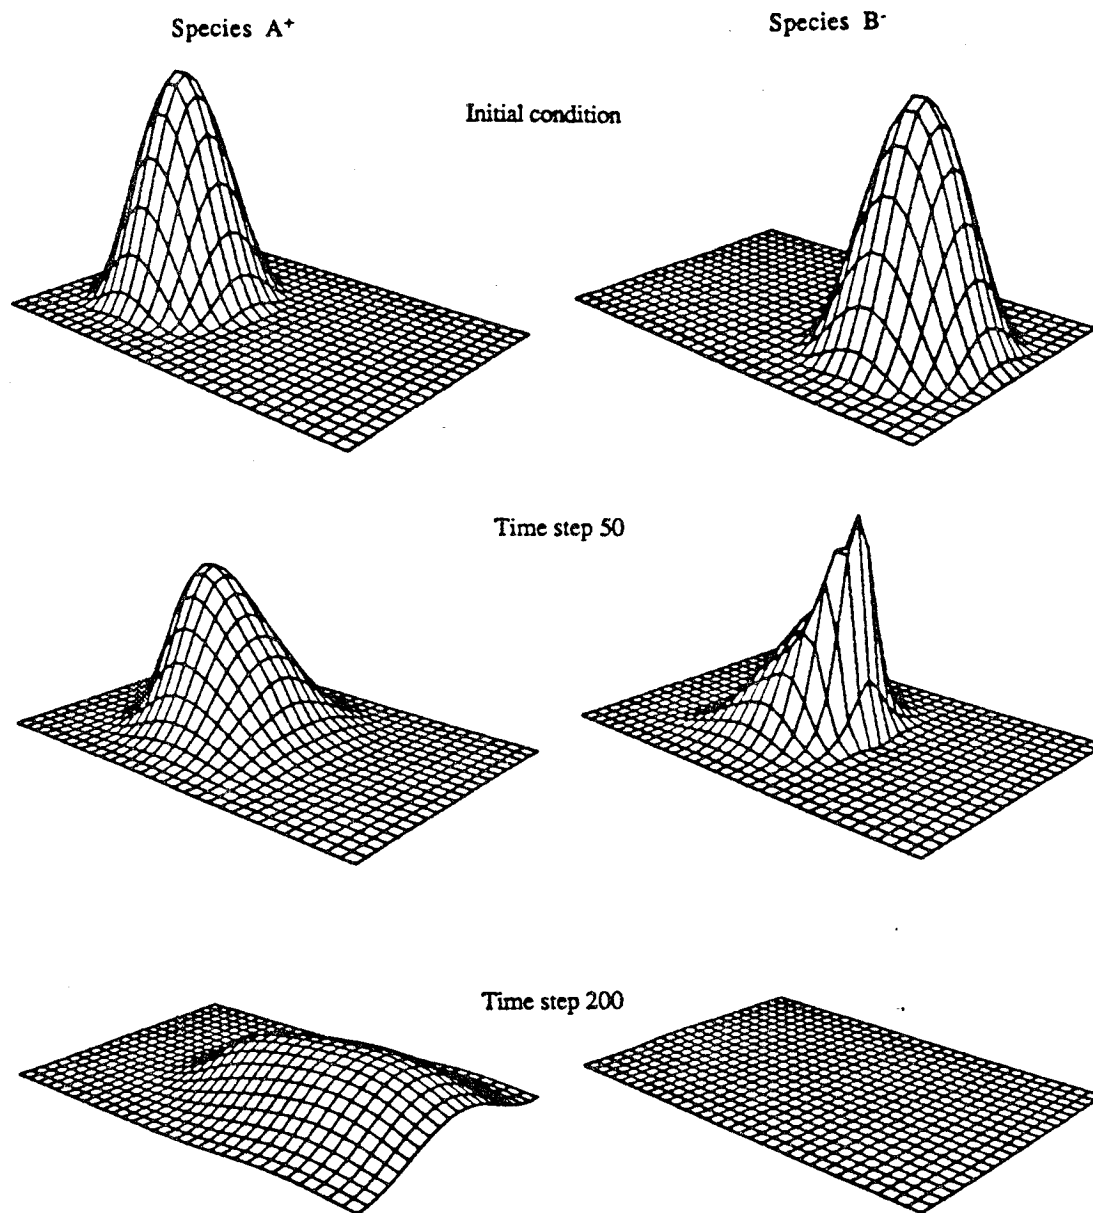 Species A⁺
Species B⁻
Initial condition
Time step 50
Time step 200